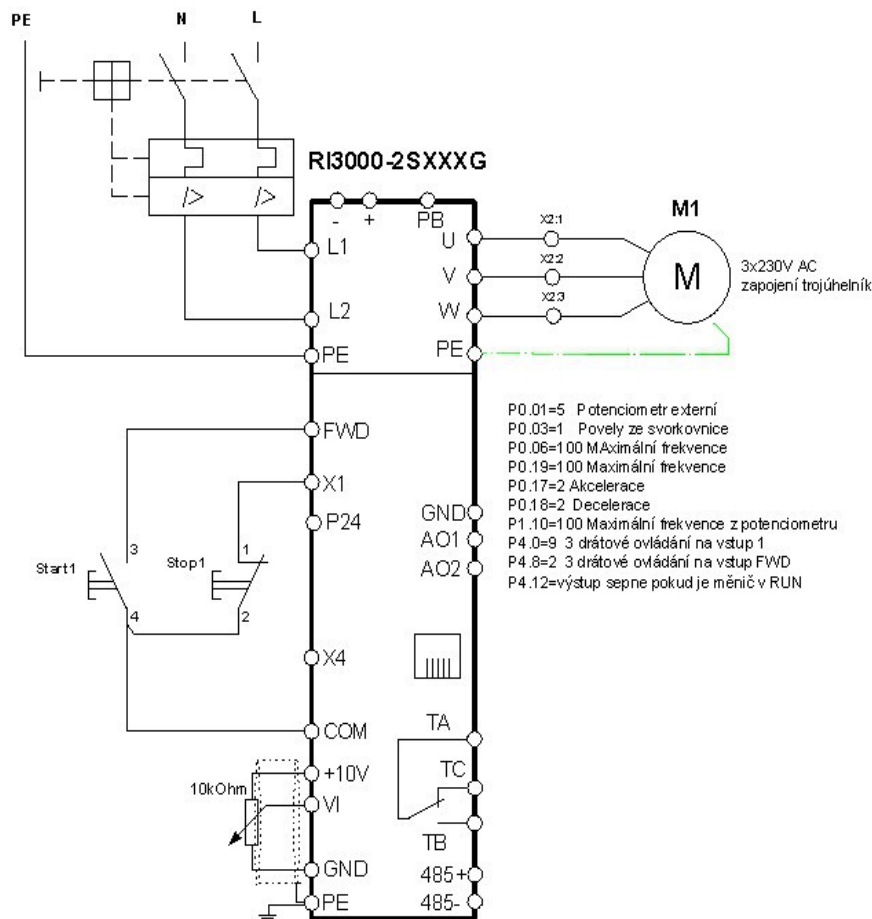 PE
N
L
RI3000-2SXXXG
-
+
PB
L1
U
X2:1
M1
V
X2:2
M
3x230V AC
zapojení trojúhelník
L2
W
X2:3
PE
PE
P0.01=5 Potenciometr externí
P0.03=1 Povely ze svorkovnice
P0.06=100 MAximální frekvence
P0.19=100 Maximální frekvence
P0.17=2 Akcelerace
P0.18=2 Decelerace
P1.10=100 Maximální frekvence z potenciometru
P4.0=9 3 drátové ovládání na vstup 1
P4.8=2 3 drátové ovládání na vstup FWD
P4.12=výstup sepne pokud je měnič v RUN
FWD
X1
P24
GND
AO1
AO2
3
1
Start1
Stop1
4
2
X4
COM
TA
+10V
TC
10kOhm
VI
TB
GND
485+
PE
485-